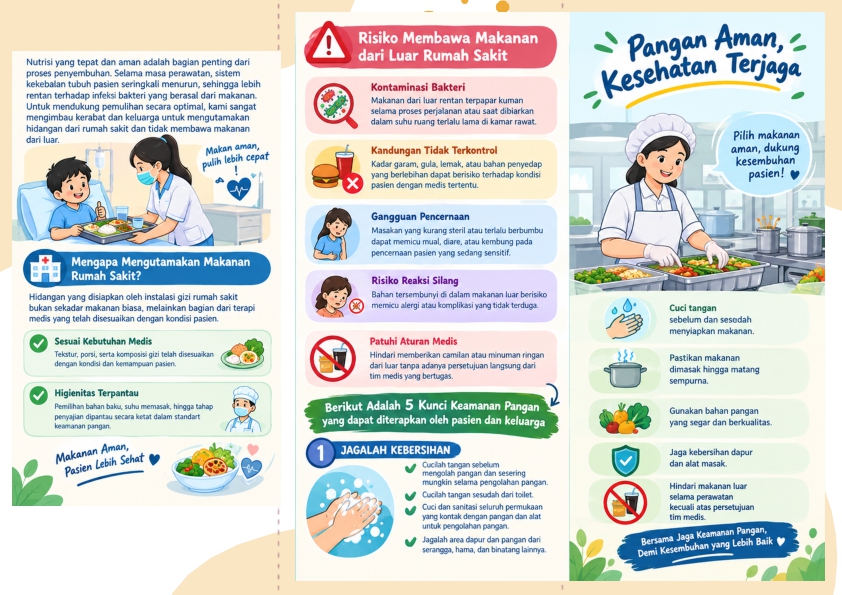 Nutrisi yang tepat dan aman adalah bagian penting dari
proses penyembuhan. Selama masa perawatan, sistem
kekebalan tubuh pasien seringkali menurun, sehingga lebih
rentan terhadap infeksi bakteri yang berasal dari makanan.
Untuk mendukung pemulihan secara optimal, kami sangat
mengimbau kerabat dan keluarga untuk mengutamakan
hidangan dari rumah sakit dan tidak membawa makanan
dari luar.
Makan aman,
pulih lebih cepat
!
Mengapa Mengutamakan Makanan
Rumah Sakit?
Hidangan yang disiapkan oleh instalasi gizi rumah sakit
bukan sekadar makanan biasa, melainkan bagian dari terapi
medis yang telah disesuaikan dengan kondisi pasien.
Sesuai Kebutuhan Medis
Tekstur, porsi, serta komposisi gizi telah disesuaikan
dengan kondisi dan kemampuan pasien.
Higienitas Terpantau
Pemilihan bahan baku, suhu memasak, hingga tahap
penyajian dipantau secara ketat dalam standart
keamanan pangan.
Makanan Aman,
Pasien Lebih Sehat
Risiko Membawa Makanan
dari Luar Rumah Sakit
Kontaminasi Bakteri
Makanan dari luar rentan terpapar kuman
selama proses perjalanan atau saat dibiarkan
dalam suhu ruang terlalu lama di kamar rawat.
Kandungan Tidak Terkontrol
Kadar garam, gula, lemak, atau bahan penyedap
yang berlebihan dapat berisiko terhadap kondisi
pasien dengan medis tertentu.
Gangguan Pencernaan
Masakan yang kurang steril atau terlalu berbumbu
dapat memicu mual, diare, atau kembung pada
pencernaan pasien yang sedang sensitif.
Risiko Reaksi Silang
Bahan tersembunyi di dalam makanan luar berisiko
memicu alergi atau komplikasi yang tidak terduga.
Patuhi Aturan Medis
Hindari memberikan camilan atau minuman ringan
dari luar tanpa adanya persetujuan langsung dari
tim medis yang bertugas.
Berikut Adalah 5 Kunci Keamanan Pangan
yang dapat diterapkan oleh pasien dan keluarga
1 JAGALAH KEBERSIHAN
Cucilah tangan sebelum
mengolah pangan dan sesering
mungkin selama pengolahan pangan.
Cucilah tangan sesudah dari toilet.
Cuci dan sanitasi seluruh permukaan
yang kontak dengan pangan dan alat
untuk pengolahan pangan.
Jagalah area dapur dan pangan dari
serangga, hama, dan binatang lainnya.
Pangan Aman,
Kesehatan Terjaga
Pilih makanan
aman, dukung
kesembuhan
pasien!
Cuci tangan
sebelum dan sesodah
menyiapkan makanan.
Pastikan makanan
dimasak hingga matang
sempurna.
Gunakan bahan pangan
yang segar dan berkualitas.
Jaga kebersihan dapur
dan alat masak.
Hindari makanan luar
selama perawatan
kecuali atas persetujuan
tim medis.
Bersama Jaga Keamanan Pangan,
Demi Kesembuhan yang Lebih Baik